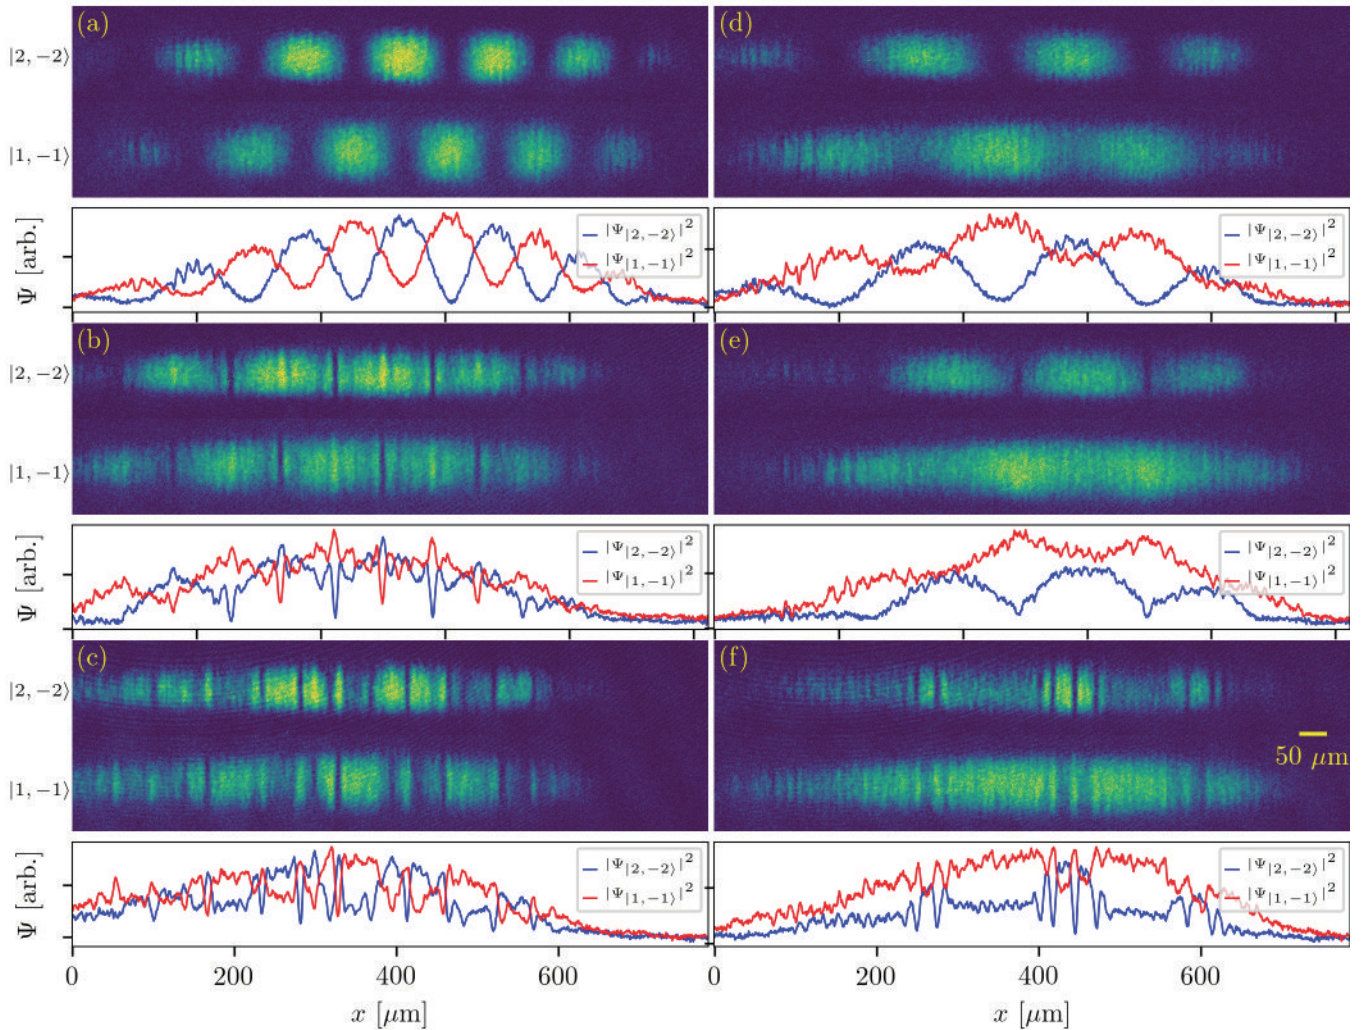 (a)
(d)
|2, −2⟩
|1, −1⟩
Ψ [arb.]
|Ψ|2,−2⟩|²
|Ψ|1,−1⟩|²
|Ψ|2,−2⟩|²
|Ψ|1,−1⟩|²
(b)
(e)
|2, −2⟩
|1, −1⟩
Ψ [arb.]
|Ψ|2,−2⟩|²
|Ψ|1,−1⟩|²
|Ψ|2,−2⟩|²
|Ψ|1,−1⟩|²
(c)
(f)
|2, −2⟩
50 μm
|1, −1⟩
Ψ [arb.]
|Ψ|2,−2⟩|²
|Ψ|1,−1⟩|²
|Ψ|2,−2⟩|²
|Ψ|1,−1⟩|²
0 200 400 600 0 200 400 600
x [μm] x [μm]